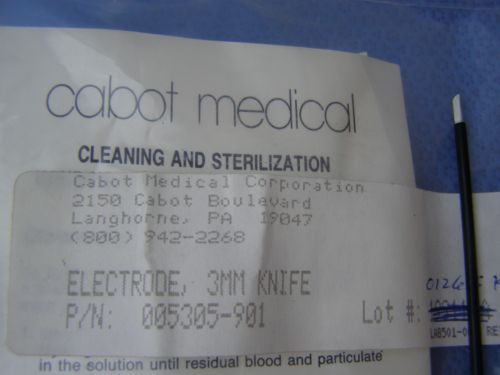 cabot medical
CLEANING AND STERILIZATION
Cabot Medical Corporation
2150 Cabot Boulevard
Langhorne, PA 19047
(800) 942-2268
ELECTRODE, 3MM KNIFE
P/N: 005305-901
Lot #:
in the solution until residual blood and particulate